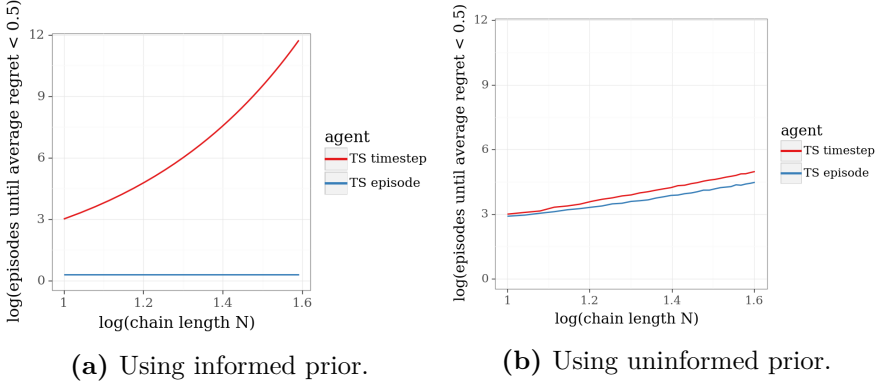 log(episodes until average regret < 0.5)
12
9
6
3
0
1
1.2
1.4
1.6
log(chain length N)
agent
TS timestep
TS episode
(a) Using informed prior.
log(episodes until average regret < 0.5)
12
9
6
3
0
1
1.2
1.4
1.6
log(chain length N)
agent
TS timestep
TS episode
(b) Using uninformed prior.